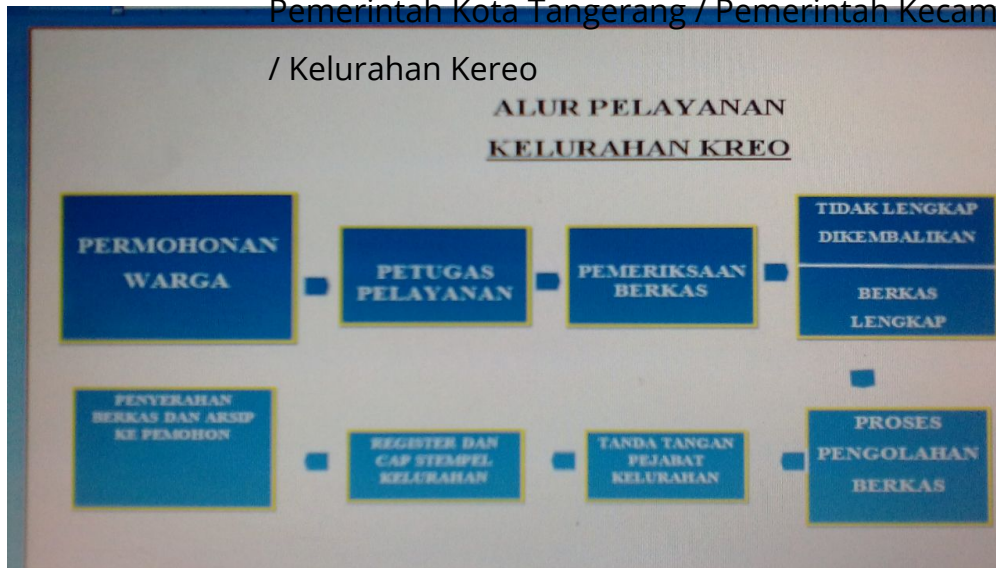 Pemerintah Kota Tangerang / Pemerintah Kecam
/ Kelurahan Kereo
ALUR PELAYANAN
KELURAHAN KREO
PERMOHONAN
WARGA
PETUGAS
PELAYANAN
PEMERIKSAAN
BERKAS
TIDAK LENGKAP
DIKEMBALIKAN
BERKAS
LENGKAP
PROSES
PENGOLAHAN
BERKAS
TANDA TANGAN
PEJABAT
KELURAHAN
REGISTER DAN
CAP STEMPEL
KELURAHAN
PENYERAHAN
BERKAS DAN ARSIP
KE PEMOHON